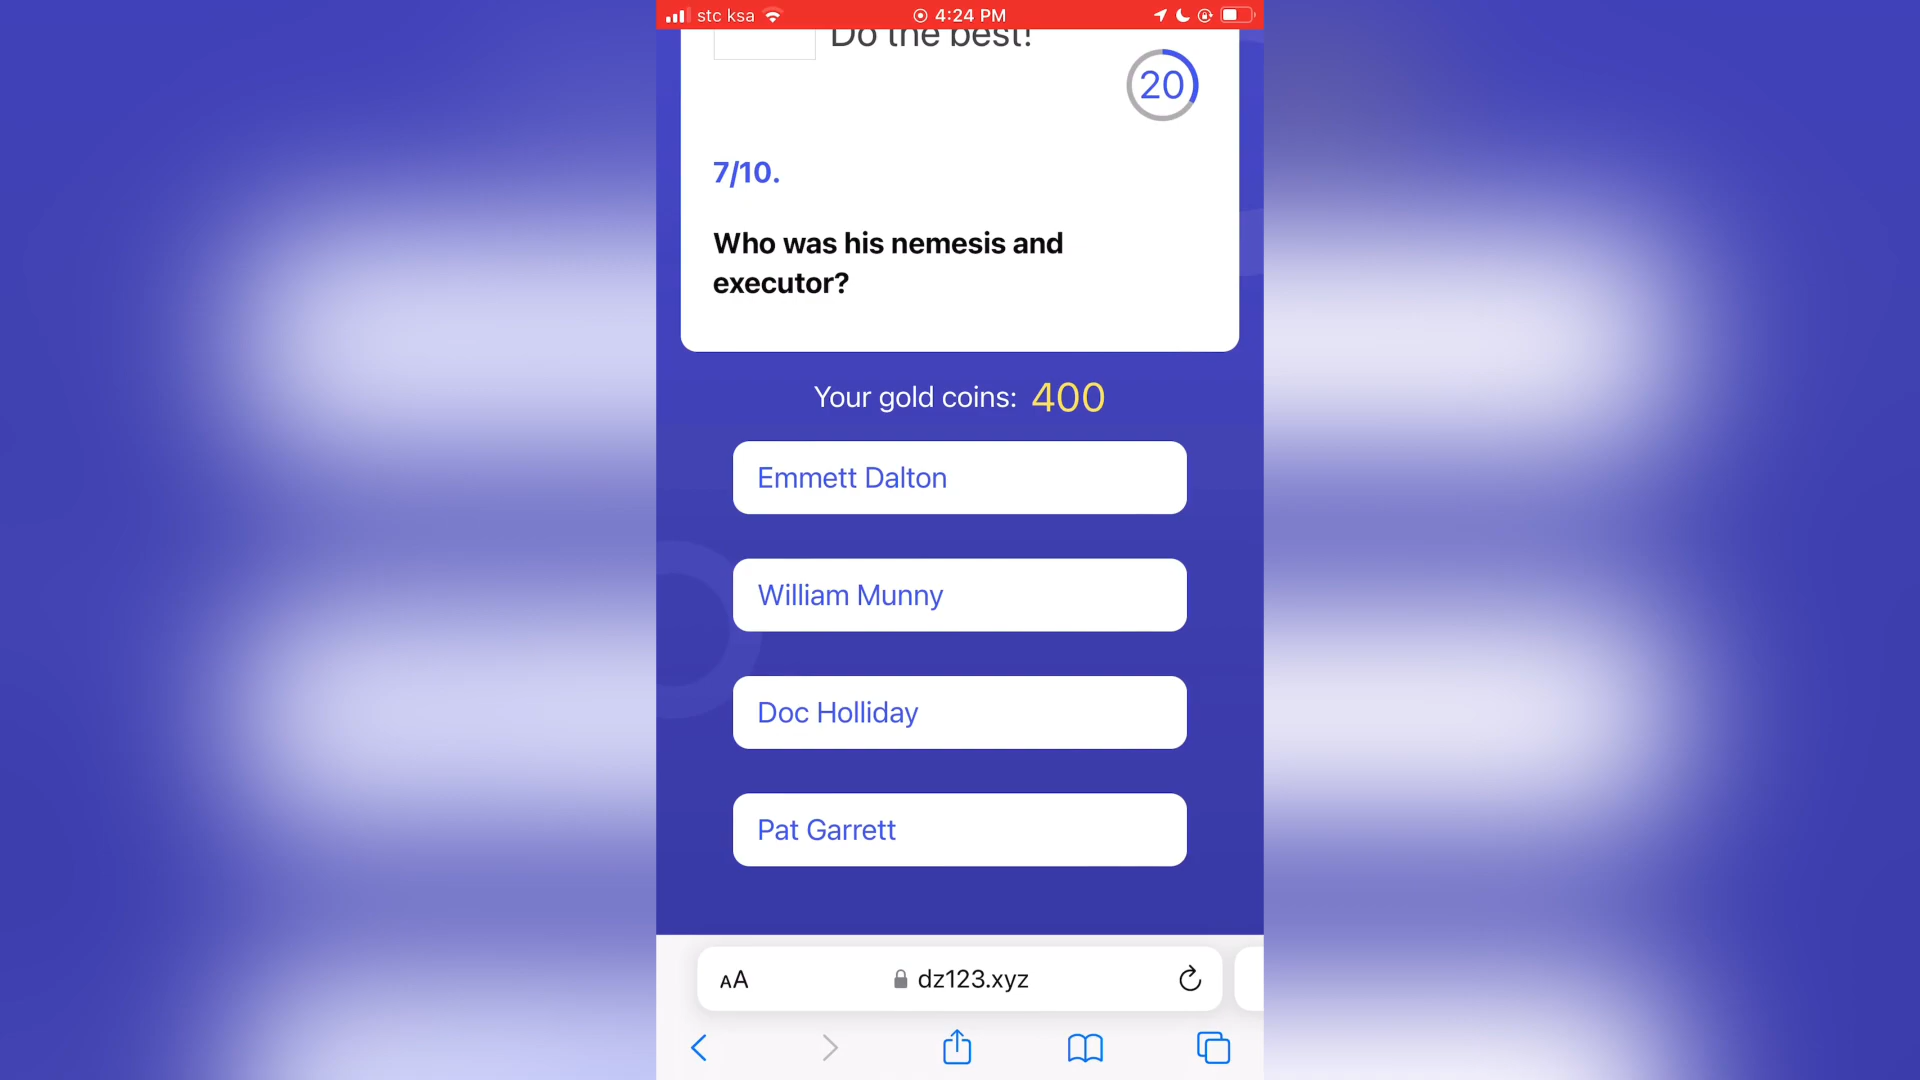 stc ksa
4:24 PM
Do the best!
20
7/10.
Who was his nemesis and
executor?
Your gold coins: 400
Emmett Dalton
William Munny
Doc Holliday
Pat Garrett
AA
dz123.xyz